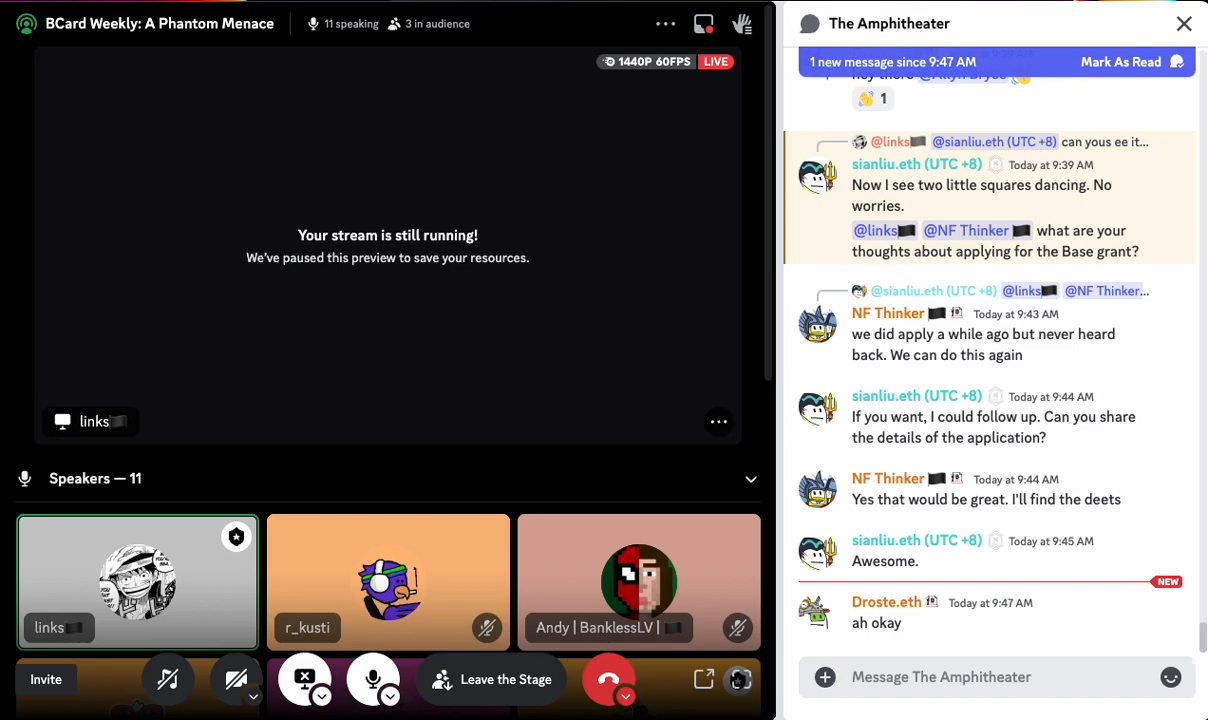 BCard Weekly: A Phantom Menace
11 speaking
3 in audience
1440P 60FPS
LIVE
Your stream is still running!
We've paused this preview to save your resources.
links
Speakers — 11
links
r_kusti
Andy | BanklessLV |
Invite
Leave the Stage
The Amphitheater
1 new message since 9:47 AM
Mark As Read
hey there @Allyn Bryce
1
@links @sianliu.eth (UTC +8) can yous ee it...
sianliu.eth (UTC +8) Today at 9:39 AM
Now I see two little squares dancing. No
worries.
@links @NF Thinker what are your
thoughts about applying for the Base grant?
@sianliu.eth (UTC +8) @links @NF Thinker...
NF Thinker Today at 9:43 AM
we did apply a while ago but never heard
back. We can do this again
sianliu.eth (UTC +8) Today at 9:44 AM
If you want, I could follow up. Can you share
the details of the application?
NF Thinker Today at 9:44 AM
Yes that would be great. I'll find the deets
sianliu.eth (UTC +8) Today at 9:45 AM
Awesome.
NEW
Droste.eth Today at 9:47 AM
ah okay
Message The Amphitheater